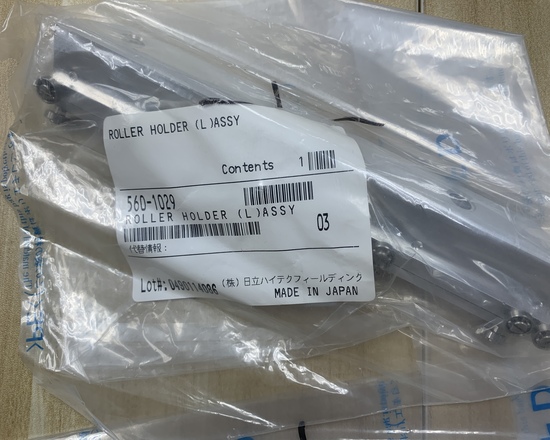 ROLLER HOLDER (L)ASSY
Contents 1
560-1029
ROLLER HOLDER (L)ASSY
03
代替情報:
Lot#: 0430114096
(株)日立ハイテクフィールディング
MADE IN JAPAN